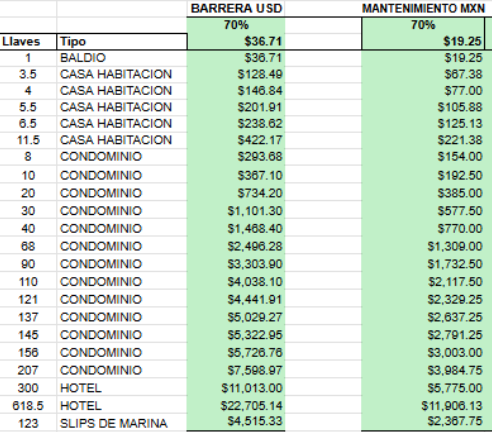 BARRERA USD MANTENIMIENTO MXN
70% 70%
Llaves Tipo $36.71 $19.25
1 BALDIO $36.71 $19.25
3.5 CASA HABITACION $128.49 $67.38
4 CASA HABITACION $146.84 $77.00
5.5 CASA HABITACION $201.91 $105.88
6.5 CASA HABITACION $238.62 $125.13
11.5 CASA HABITACION $422.17 $221.38
8 CONDOMINIO $293.68 $154.00
10 CONDOMINIO $367.10 $192.50
20 CONDOMINIO $734.20 $385.00
30 CONDOMINIO $1,101.30 $577.50
40 CONDOMINIO $1,468.40 $770.00
68 CONDOMINIO $2,496.28 $1,309.00
90 CONDOMINIO $3,303.90 $1,732.50
110 CONDOMINIO $4,038.10 $2,117.50
121 CONDOMINIO $4,441.91 $2,329.25
137 CONDOMINIO $5,029.27 $2,637.25
145 CONDOMINIO $5,322.95 $2,791.25
156 CONDOMINIO $5,726.76 $3,003.00
207 CONDOMINIO $7,598.97 $3,984.75
300 HOTEL $11,013.00 $5,775.00
618.5 HOTEL $22,705.14 $11,906.13
123 SLIPS DE MARINA $4,515.33 $2,367.75